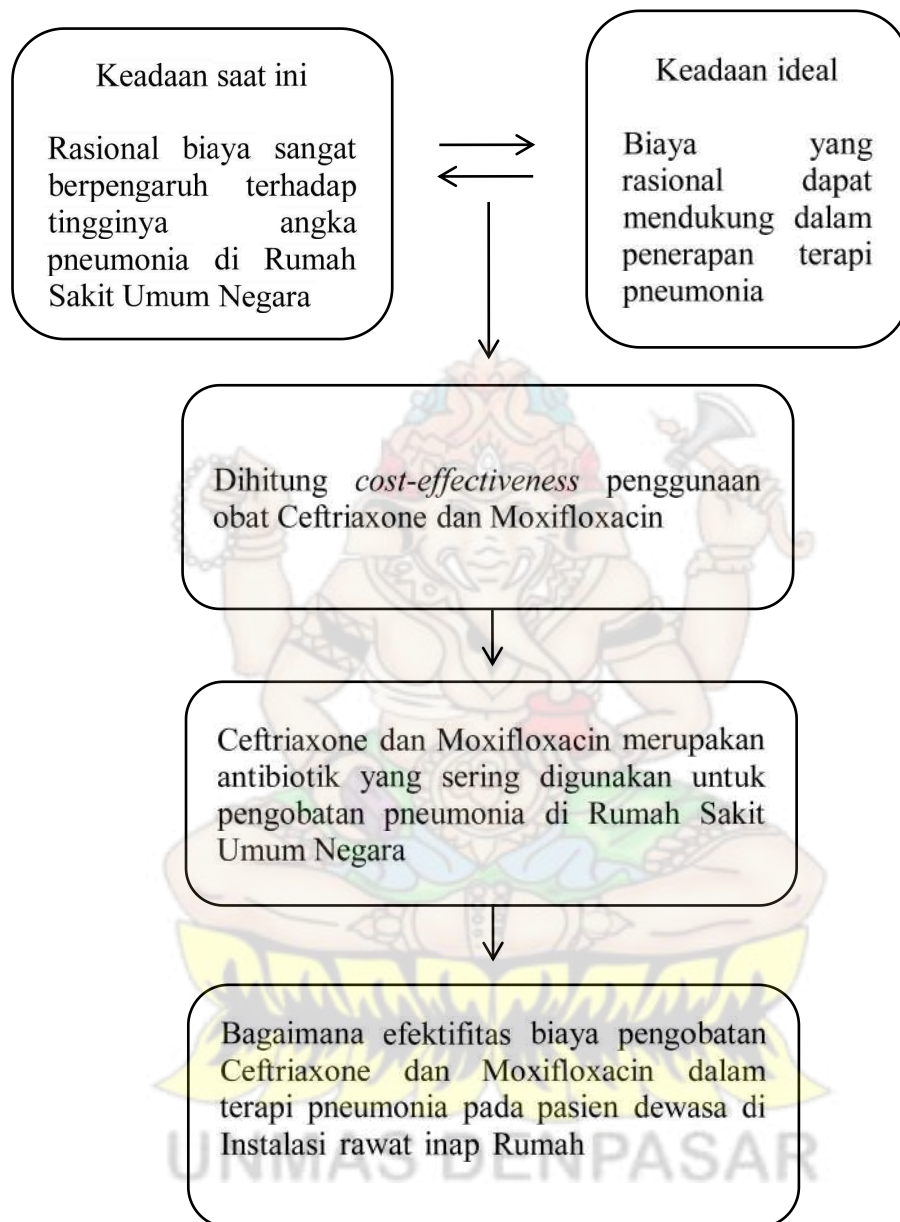 Keadaan saat ini
Rasional biaya sangat
berpengaruh terhadap
tingginya angka
pneumonia di Rumah
Sakit Umum Negara
Keadaan ideal
Biaya yang
rasional dapat
mendukung dalam
penerapan terapi
pneumonia
Dihitung cost-effectiveness penggunaan
obat Ceftriaxone dan Moxifloxacin
Ceftriaxone dan Moxifloxacin merupakan
antibiotik yang sering digunakan untuk
pengobatan pneumonia di Rumah Sakit
Umum Negara
Bagaimana efektifitas biaya pengobatan
Ceftriaxone dan Moxifloxacin dalam
terapi pneumonia pada pasien dewasa di
Instalasi rawat inap Rumah
UNMAS DENPASAR